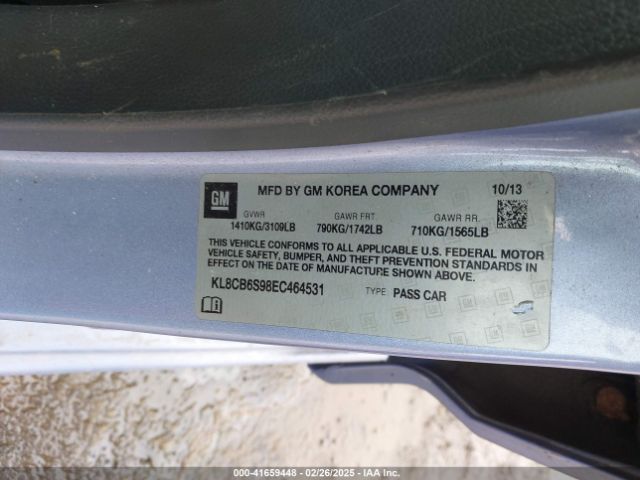 GM
MFD BY GM KOREA COMPANY 10/13
GVWR GAWR FRT GAWR RR.
1410KG/3109LB 790KG/1742LB 710KG/1565LB
THIS VEHICLE CONFORMS TO ALL APPLICABLE U.S. FEDERAL MOTOR
VEHICLE SAFETY, BUMPER, AND THEFT PREVENTION STANDARDS IN
EFFECT ON THE DATE OF MANUFACTURE SHOWN ABOVE.
KL8CB6S98EC464531 TYPE PASS CAR
000-41659448 - 02/26/2025 - IAA Inc.